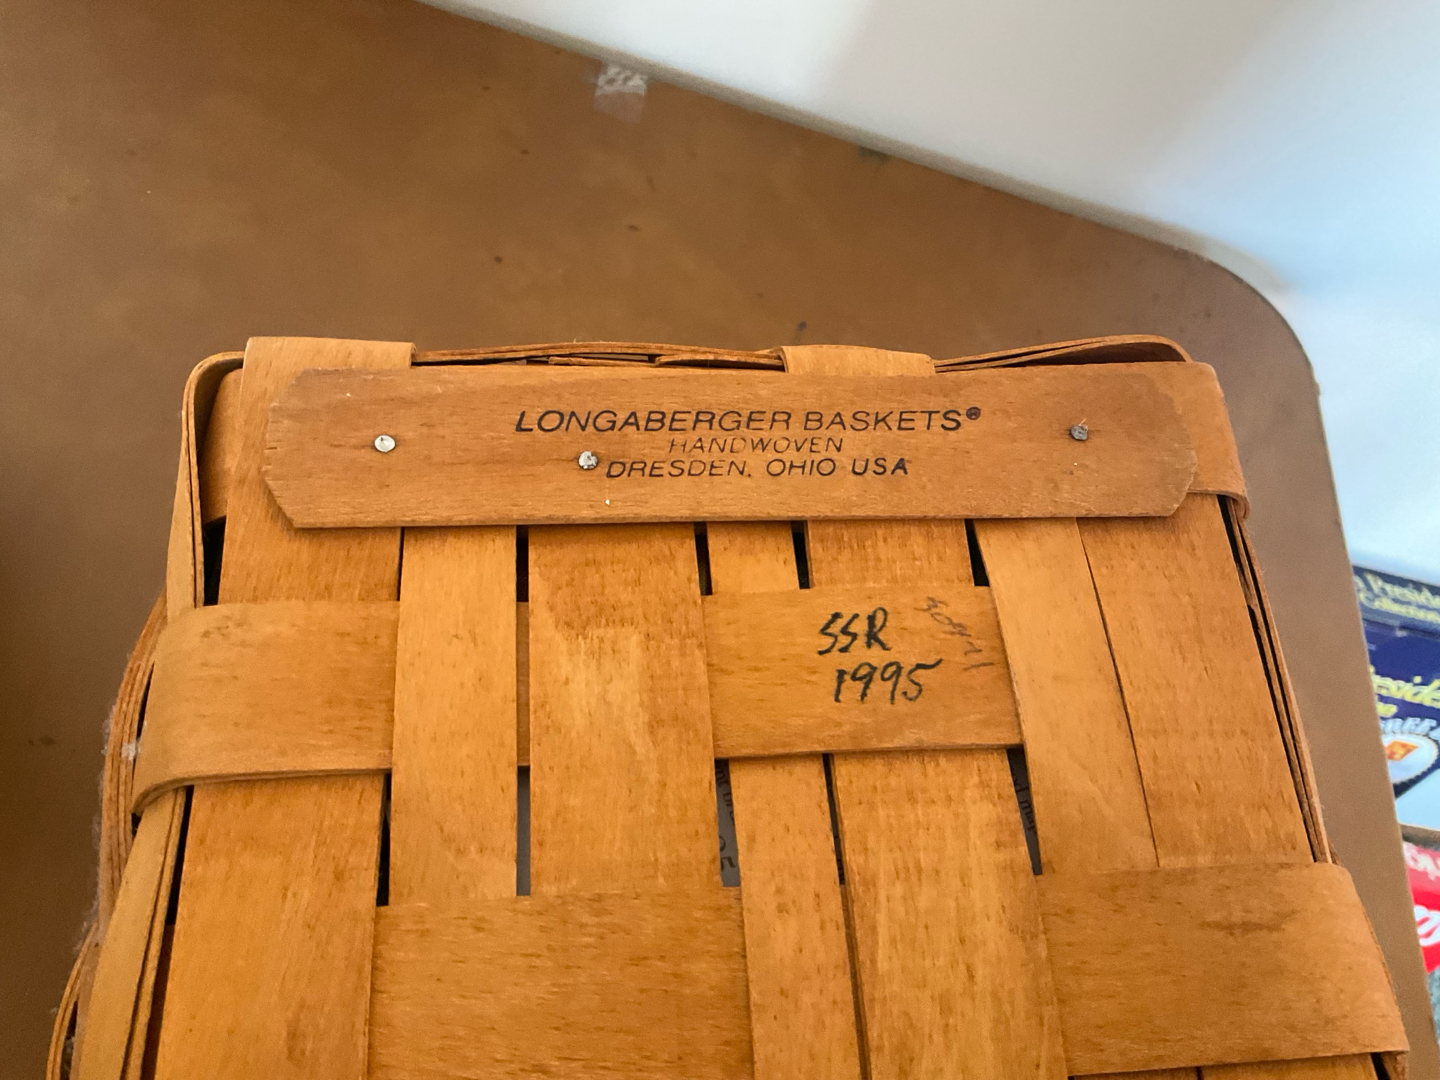 LONGABERGER BASKETS®
HANDWOVEN
DRESDEN, OHIO USA
SSR
1995